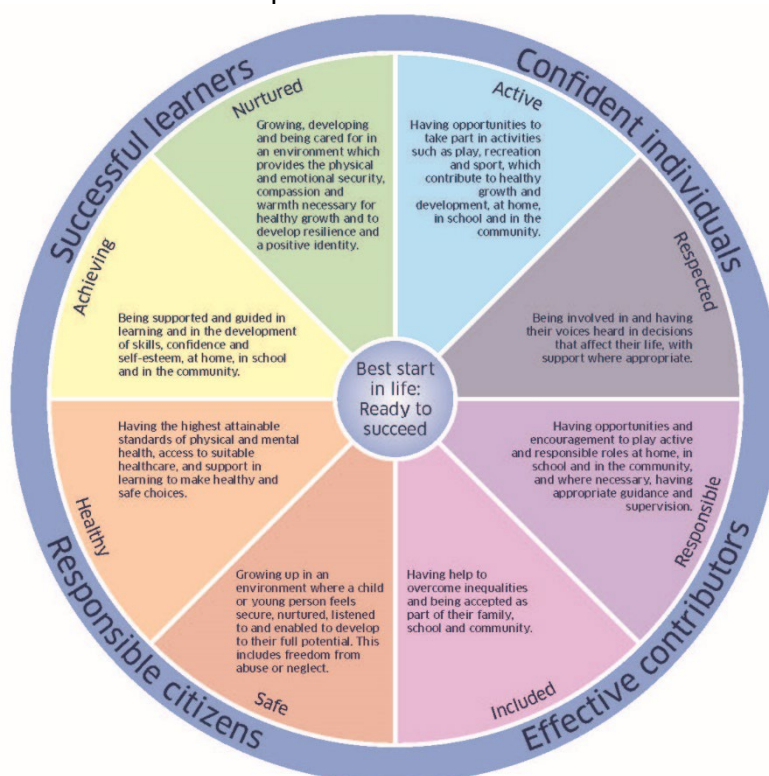 Successful learners
Confident individuals
Nurtured
Growing, developing
and being cared for in
an environment which
provides the physical
and emotional security,
compassion and
warmth necessary for
healthy growth and to
develop resilience and
a positive identity.
Active
Having opportunities to
take part in activities
such as play, recreation
and sport, which
contribute to healthy
growth and
development, at home,
in school and in the
community.
Achieving
Being supported and guided in
learning and in the development
of skills, confidence and
self-esteem, at home, in school
and in the community.
Respected
Being involved in and having
their voices heard in decisions
that affect their life, with
support where appropriate.
Best start
in life:
Ready to
succeed
Healthy
Having the highest attainable
standards of physical and mental
health, access to suitable
healthcare, and support in
learning to make healthy and
safe choices.
Responsible
Having opportunities and
encouragement to play active
and responsible roles at home, in
school and in the community,
and where necessary, having
appropriate guidance and
supervision.
Growing up in an
environment where a child
or young person feels
secure, nurtured, listened
to and enabled to develop
to their full potential. This
includes freedom from
abuse or neglect.
Safe
Having help to
overcome inequalities
and being accepted as
part of their family,
school and community.
Included
Responsible citizens
Effective contributors